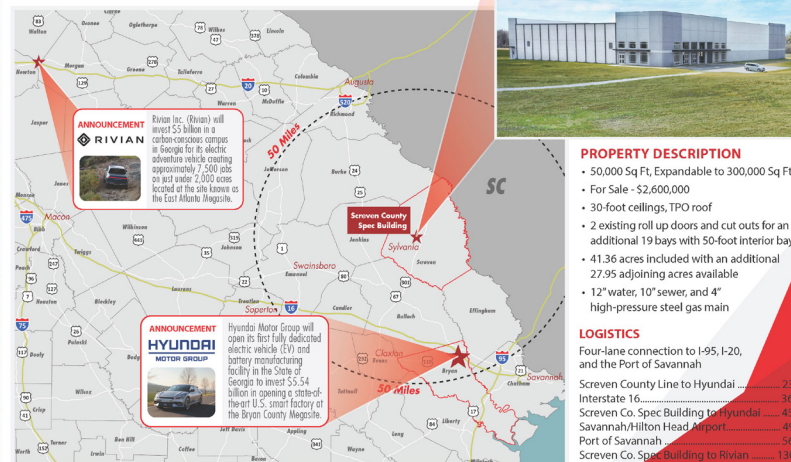 ANNOUNCEMENT
RIVIAN
Rivian Inc. (Rivian) will
invest $5 billion in a
carbon-conscious campus
in Georgia for its electric
adventure vehicle creating
approximately 7,500 jobs
on just under 2,000 acres
located at the site known as
the East Atlanta Megasite.
ANNOUNCEMENT
HYUNDAI
MOTOR GROUP
Hyundai Motor Group will
open its first fully dedicated
electric vehicle (EV) and
battery manufacturing
facility in the State of
Georgia to invest $5.54
billion in opening a state-of-
the-art U.S. smart factory at
the Bryan County Megasite.
Screven County
Spec Building
50 Miles
50 Miles
SC
Walton
Oconee
Oglethorpe
Wilkes
Lincoln
Newton
Morgan
Greene
Taliaferro
Columbia
Augusta
Warren
McDuffie
Richmond
Jasper
Jones
Jefferson
Burke
Macon
Bibb
Wilkinson
Johnson
Jenkins
Sylvania
Screven
Crawford
Twiggs
Peach
Swainsboro
Emanuel
Houston
Bleckley
Laurens
Treutlen
Candler
Soperton
Bulloch
Effingham
Pulaski
Dooly
Claxton
Evans
Bryan
Savannah
Chatham
Tattnall
Crisp
Wilcox
Jeff Davis
Appling
Long
Liberty
Worth
Turner
Irwin
Ben Hill
Coffee
Bacon
Wayne
McIntosh
PROPERTY DESCRIPTION
• 50,000 Sq Ft, Expandable to 300,000 Sq Ft
• For Sale - $2,600,000
• 30-foot ceilings, TPO roof
• 2 existing roll up doors and cut outs for an
additional 19 bays with 50-foot interior bay
• 41.36 acres included with an additional
27.95 adjoining acres available
• 12" water, 10" sewer, and 4"
high-pressure steel gas main
LOGISTICS
Four-lane connection to I-95, I-20,
and the Port of Savannah
Screven County Line to Hyundai
Interstate 16
Screven Co. Spec Building to Hyundai
Savannah/Hilton Head Airport
Port of Savannah
Screven Co. Spec Building to Rivian